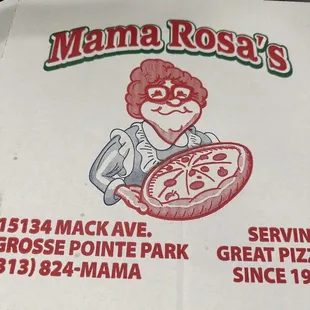 Mama Rosa's
15134 MACK AVE.
GROSSE POINTE PARK
313) 824-MAMA
SERVIN
GREAT PIZZ
SINCE 19